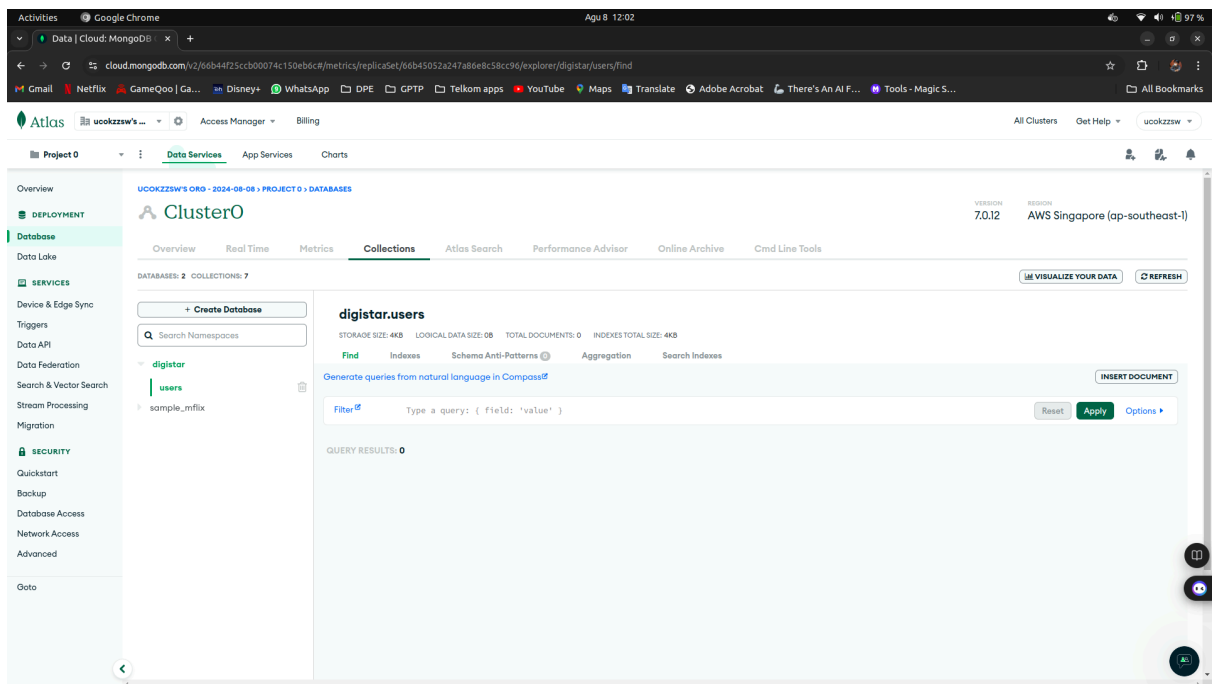 Activities Google Chrome Agu 8 12:02 97 %
Data | Cloud: MongoDB
cloud.mongodb.com/v2/66b44f25ccb00074c150eb6c#/metrics/replicaSet/66b45052a247a86e8c58cc96/explorer/digistar/users/find
Gmail Netflix GameQoo | Ga... Disney+ WhatsApp DPE GPTP Telkom apps YouTube Maps Translate Adobe Acrobat There's An AI F... Tools - Magic S... All Bookmarks
Atlas ucokzzsw's ... Access Manager Billing All Clusters Get Help ucokzzsw
Project 0 Data Services App Services Charts
Overview
DEPLOYMENT
Database
Data Lake
SERVICES
Device & Edge Sync
Triggers
Data API
Data Federation
Search & Vector Search
Stream Processing
Migration
SECURITY
Quickstart
Backup
Database Access
Network Access
Advanced
Goto
UCOKZZSW'S ORG - 2024-08-08 > PROJECT 0 > DATABASES
Cluster0
VERSION
7.0.12
REGION
AWS Singapore (ap-southeast-1)
Overview Real Time Metrics Collections Atlas Search Performance Advisor Online Archive Cmd Line Tools
DATABASES: 2 COLLECTIONS: 7
VISUALIZE YOUR DATA REFRESH
+ Create Database
Search Namespaces
digistar
users
sample_mflix
digistar.users
STORAGE SIZE: 4KB LOGICAL DATA SIZE: 0B TOTAL DOCUMENTS: 0 INDEXES TOTAL SIZE: 4KB
Find Indexes Schema Anti-Patterns 0 Aggregation Search Indexes
Generate queries from natural language in Compass
INSERT DOCUMENT
Filter Type a query: { field: 'value' } Reset Apply Options
QUERY RESULTS: 0